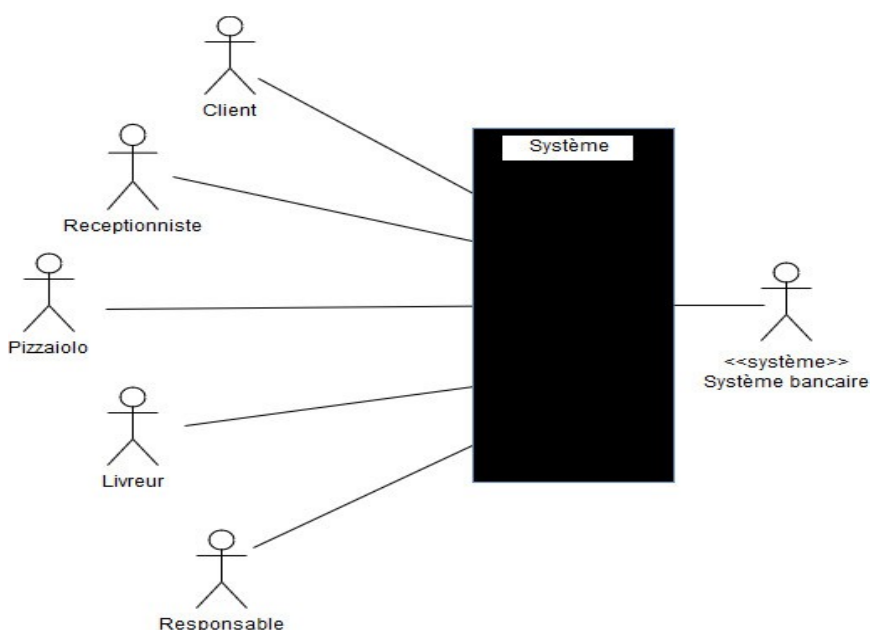 Client
Système
Receptionniste
Pizzaiolo
<<système>>
Système bancaire
Livreur
Responsable